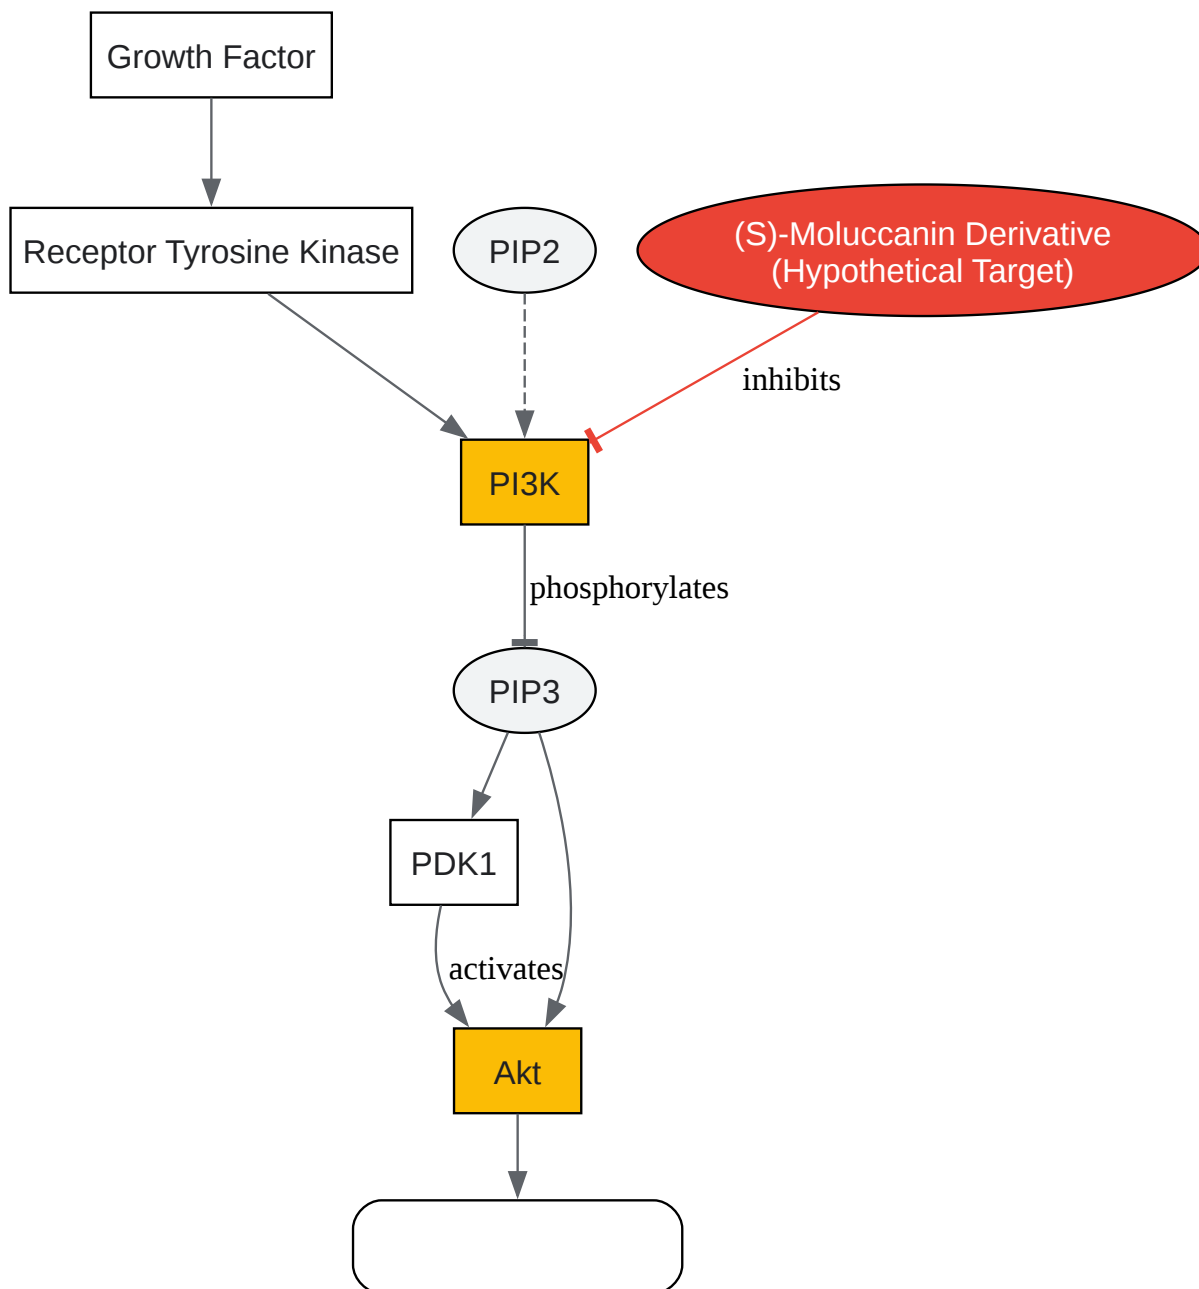 Growth Factor
Receptor Tyrosine Kinase
PIP2
(S)-Moluccanin Derivative
(Hypothetical Target)
inhibits
PI3K
phosphorylates
PIP3
PDK1
activates
Akt